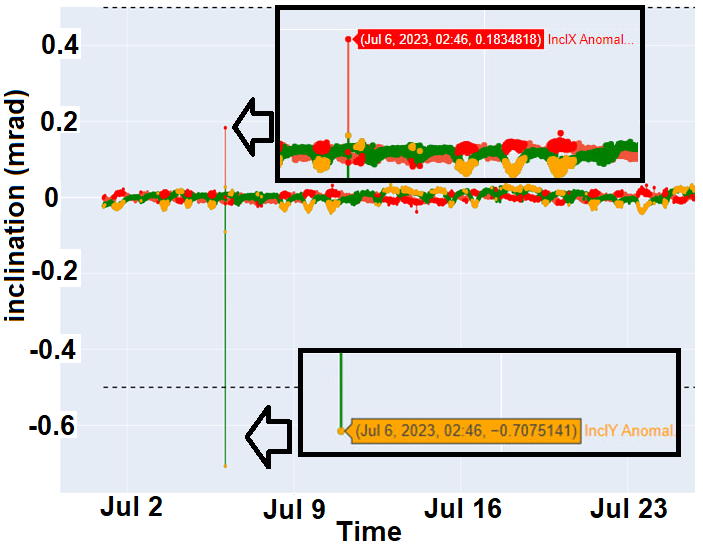 0.4
(Jul 6, 2023, 02:46, 0.1834818) InclX Anomal...
0.2
0
-0.2
-0.4
(Jul 6, 2023, 02:46, −0.7075141) InclY Anomal
-0.6
inclination (mrad)
Jul 2 Jul 9 Jul 16 Jul 23
Time